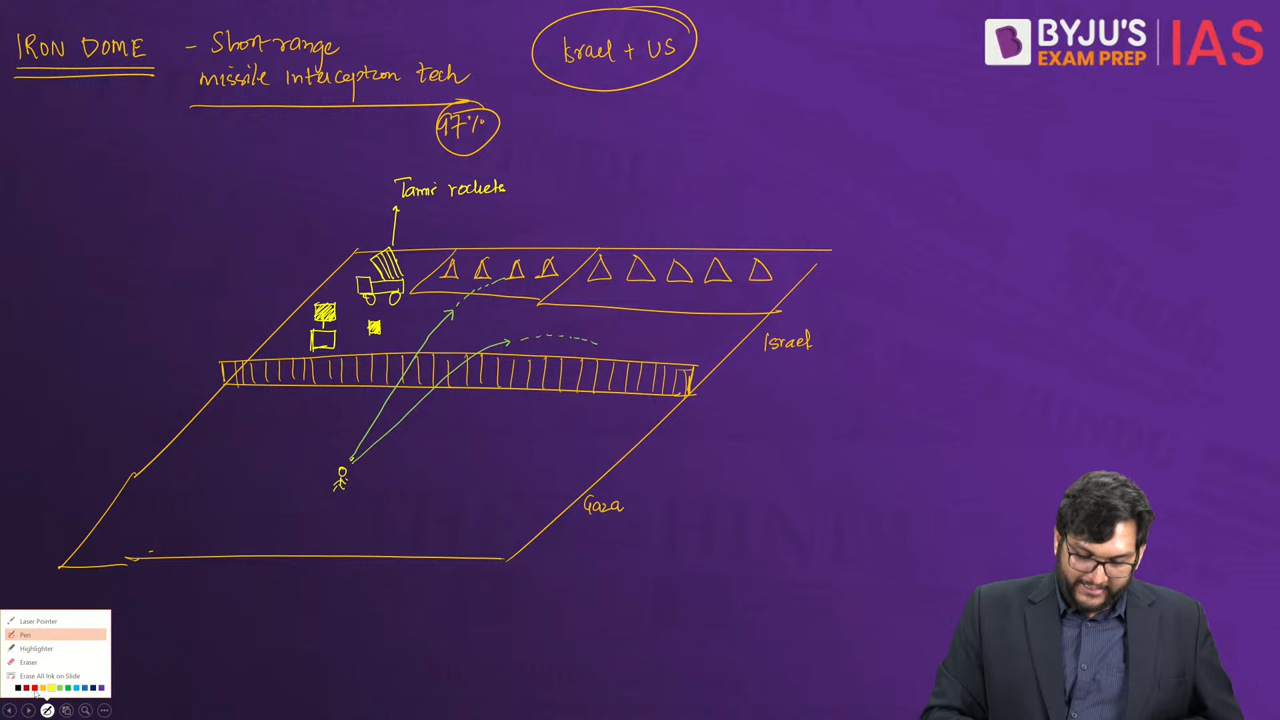 IRON DOME - Short range
missile interception tech
97%
Israel + US
BYJU'S
EXAM PREP
IAS
Tamir rockets
Israel
Gaza
Laser Pointer
Pen
Highlighter
Eraser
Erase All Ink on Slide